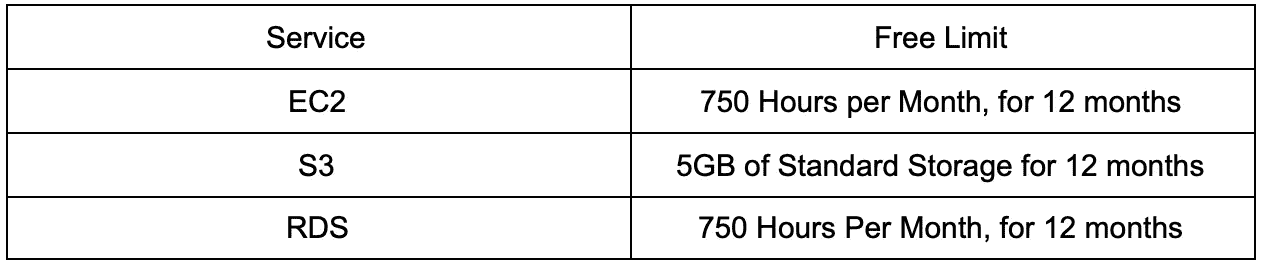 Service Free Limit
EC2 750 Hours per Month, for 12 months
S3 5GB of Standard Storage for 12 months
RDS 750 Hours Per Month, for 12 months